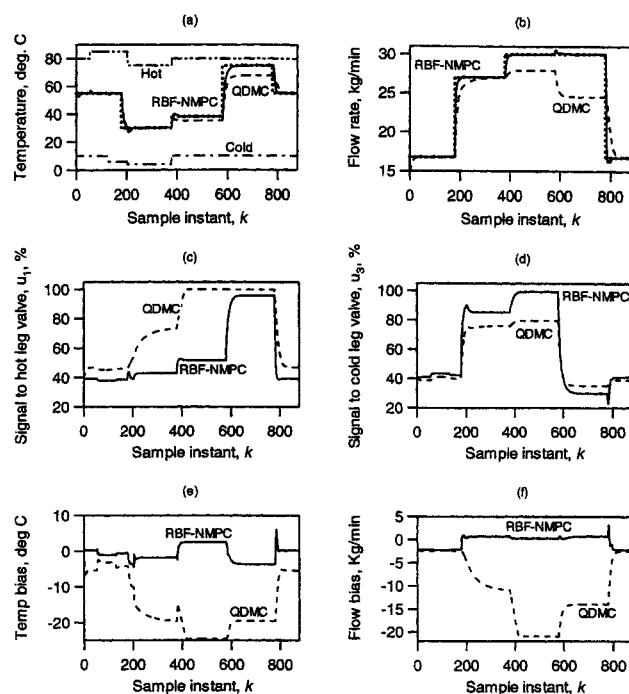 (a)
Temperature, deg. C
80
60
40
20
0
Hot
RBF-NMPC
QDMC
Cold
0 200 400 600 800
Sample instant, k
(b)
Flow rate, kg/min
30
25
20
15
RBF-NMPC
QDMC
0 200 400 600 800
Sample instant, k
(c)
Signal to hot leg valve, u1, %
100
80
60
40
20
QDMC
RBF-NMPC
0 200 400 600 800
Sample instant, k
(d)
Signal to cold leg valve, u3, %
100
80
60
40
20
RBF-NMPC
QDMC
0 200 400 600 800
Sample instant, k
(e)
Temp bias, deg C
10
0
-10
-20
RBF-NMPC
QDMC
0 200 400 600 800
Sample instant, k
(f)
Flow bias, Kg/min
5
0
-5
-10
-15
-20
RBF-NMPC
QDMC
0 200 400 600 800
Sample instant, k